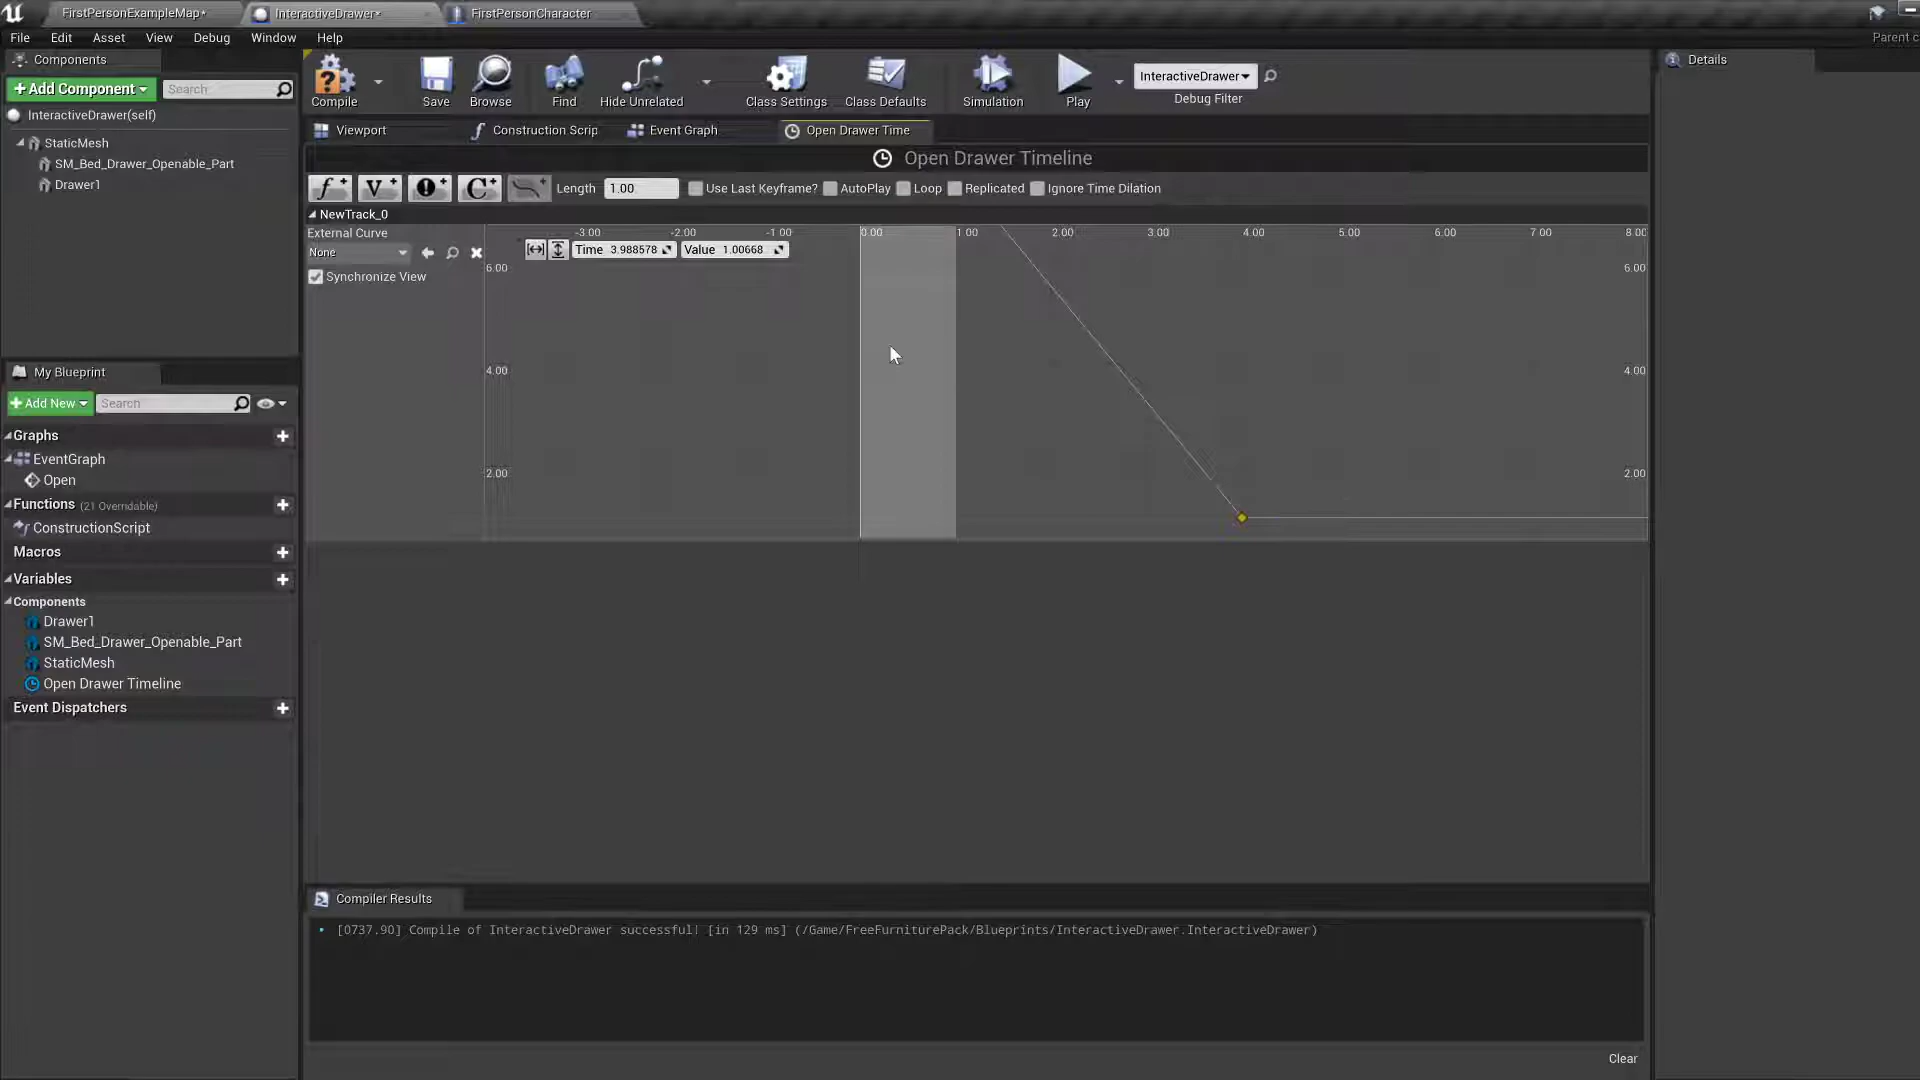 FirstPersonExampleMap*
InteractiveDrawer*
FirstPersonCharacter
File Edit Asset View Debug Window Help
Parent c
Components
+Add Component
Search
InteractiveDrawer(self)
StaticMesh
SM_Bed_Drawer_Openable_Part
Drawer1
Compile
Save
Browse
Find
Hide Unrelated
Class Settings
Class Defaults
Simulation
Play
InteractiveDrawer
Debug Filter
Details
Viewport
Construction Scrip
Event Graph
Open Drawer Time
Open Drawer Timeline
Length 1.00 Use Last Keyframe? AutoPlay Loop Replicated Ignore Time Dilation
NewTrack_0
External Curve
None
Synchronize View
-3.00 -2.00 -1.00 0.00 1.00 2.00 3.00 4.00 5.00 6.00 7.00 8.00
Time 3.988578 Value 1.00668
6.00 6.00
4.00 4.00
2.00 2.00
My Blueprint
+Add New
Search
Graphs
EventGraph
Open
Functions (21 Overridable)
ConstructionScript
Macros
Variables
Components
Drawer1
SM_Bed_Drawer_Openable_Part
StaticMesh
Open Drawer Timeline
Event Dispatchers
Compiler Results
[0737.90] Compile of InteractiveDrawer successful! [in 129 ms] (/Game/FreeFurniturePack/Blueprints/InteractiveDrawer.InteractiveDrawer)
Clear